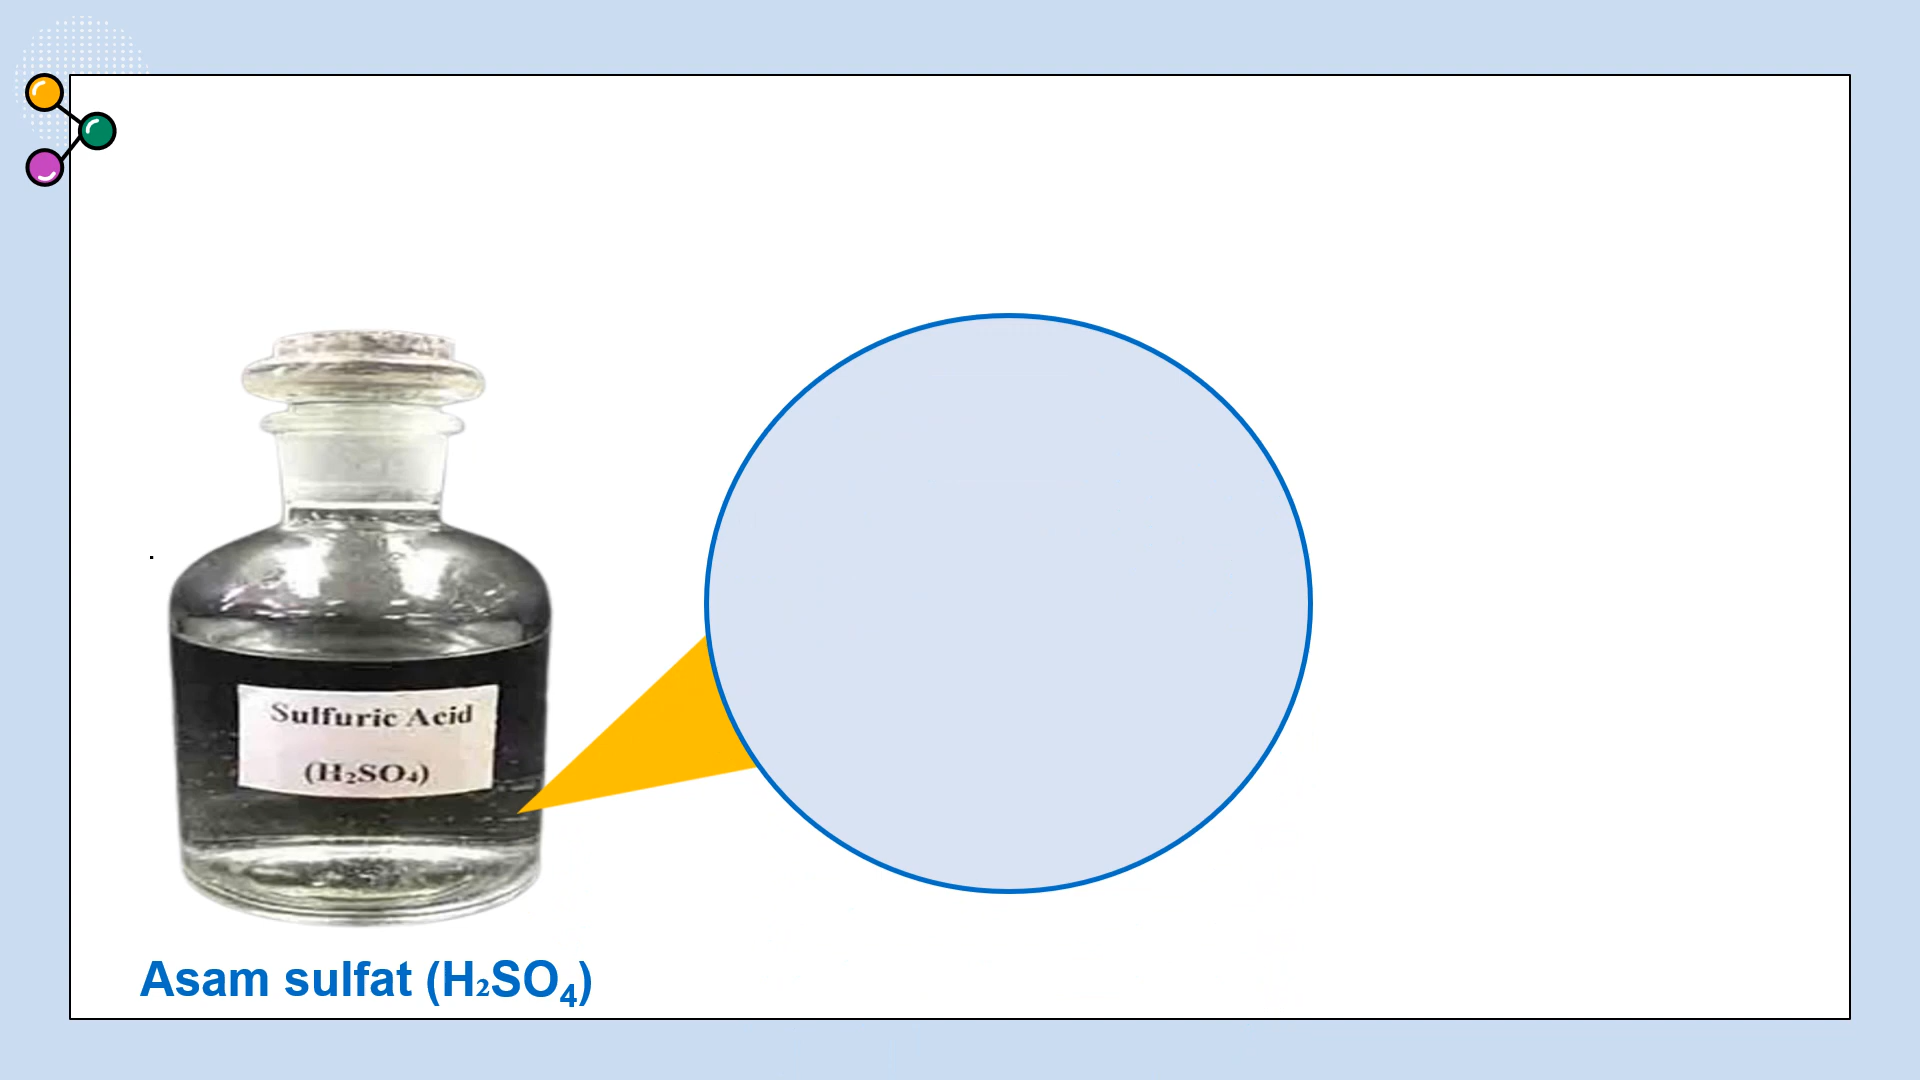 Sulfuric Acid
(H₂SO₄)
Asam sulfat (H₂SO₄)